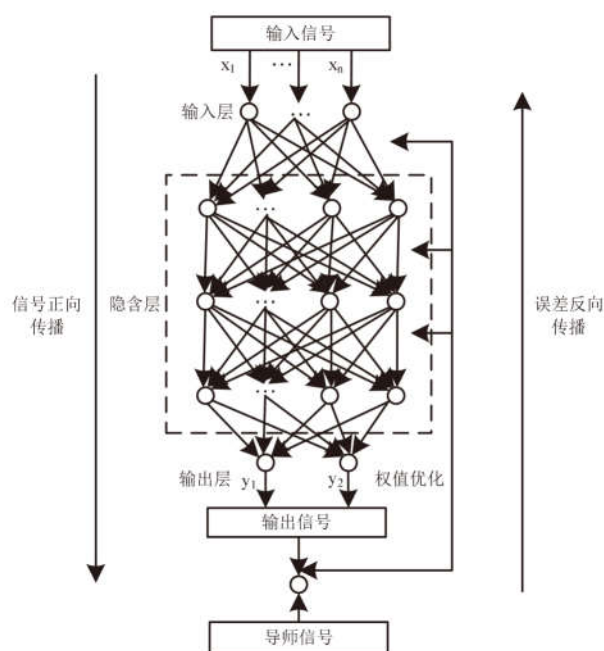 输入信号
x1 … xn
输入层
…
…
信号正向
传播
隐含层
…
误差反向
传播
…
输出层
y1
y2
权值优化
输出信号
导师信号